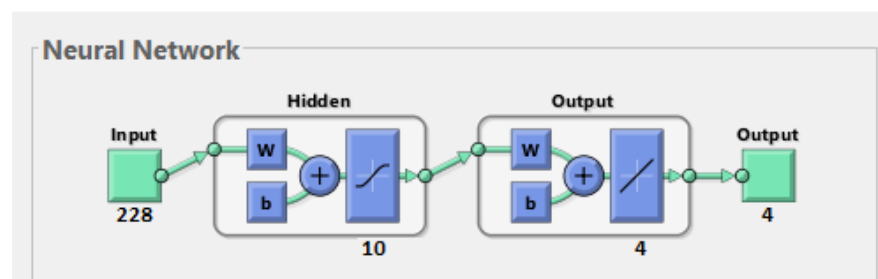 Neural Network
Hidden
Output
Input
W
b
+
W
b
+
Output
228
10
4
4